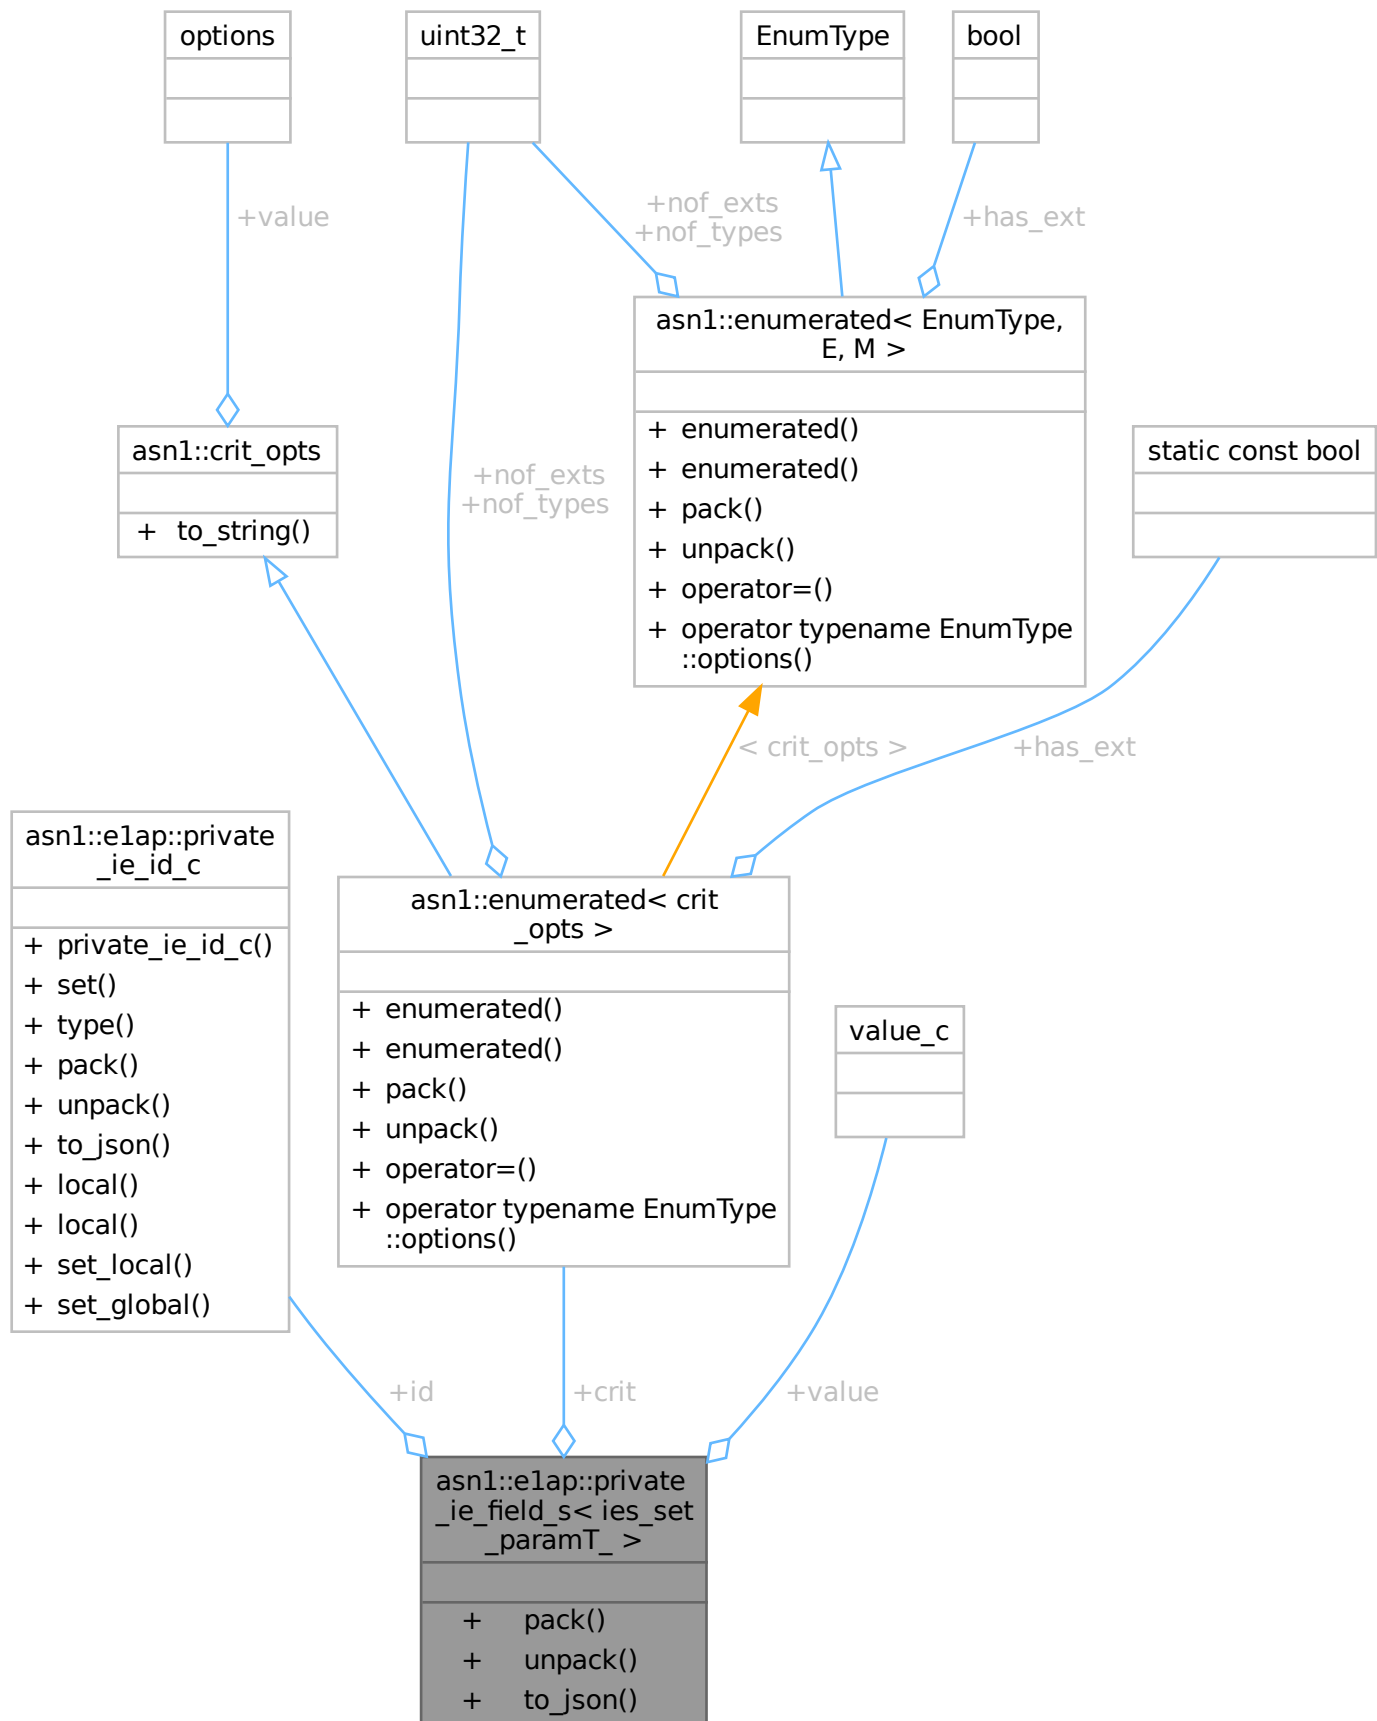 options
uint32_t
EnumType
bool
+value
+nof_exts
+nof_types
+has_ext
asn1::enumerated< EnumType,
E, M >
+ enumerated()
+ enumerated()
+ pack()
+ unpack()
+ operator=()
+ operator typename EnumType
::options()
asn1::crit_opts
+ to_string()
+nof_exts
+nof_types
static const bool
< crit_opts >
+has_ext
asn1::e1ap::private
_ie_id_c
+ private_ie_id_c()
+ set()
+ type()
+ pack()
+ unpack()
+ to_json()
+ local()
+ local()
+ set_local()
+ set_global()
asn1::enumerated< crit
_opts >
+ enumerated()
+ enumerated()
+ pack()
+ unpack()
+ operator=()
+ operator typename EnumType
::options()
value_c
+id
+crit
+value
asn1::e1ap::private
_ie_field_s< ies_set
_paramT_ >
+ pack()
+ unpack()
+ to_json()